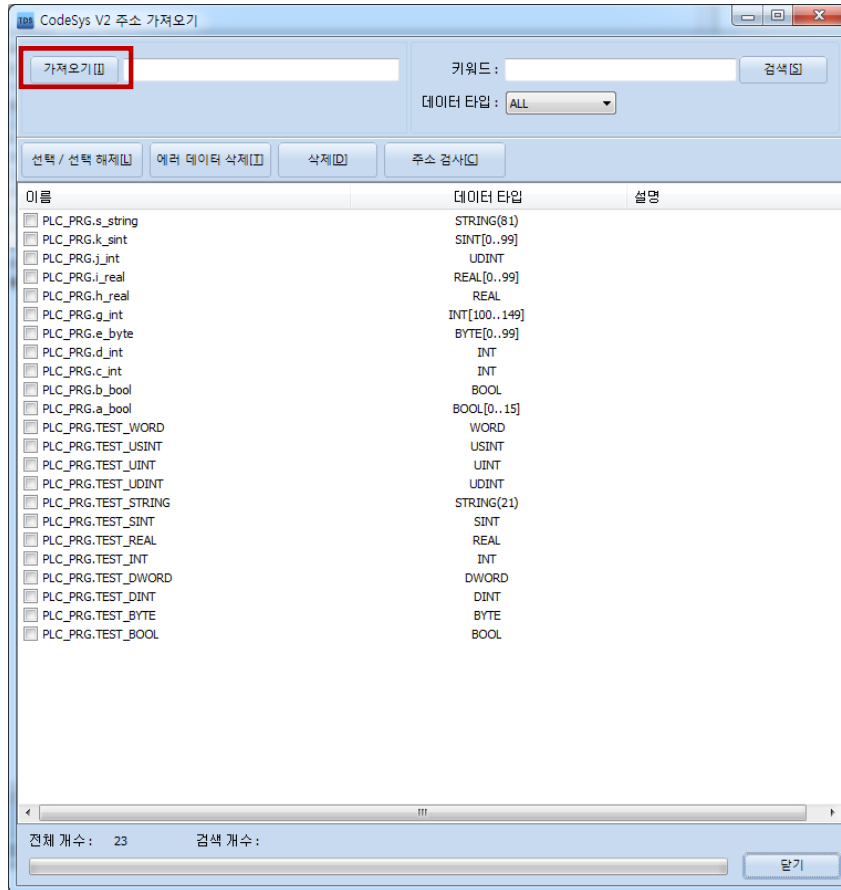 TDS CodeSys V2 주소 가져오기
가져오기[I] 키워드 : 검색[S]
데이터 타입 : ALL
선택 / 선택 해제[L] 에러 데이터 삭제[T] 삭제[D] 주소 검사[C]
이름 데이터 타입 설명
PLC_PRG.s_string STRING(81)
PLC_PRG.k_sint SINT[0..99]
PLC_PRG.j_int UDINT
PLC_PRG.i_real REAL[0..99]
PLC_PRG.h_real REAL
PLC_PRG.g_int INT[100..149]
PLC_PRG.e_byte BYTE[0..99]
PLC_PRG.d_int INT
PLC_PRG.c_int INT
PLC_PRG.b_bool BOOL
PLC_PRG.a_bool BOOL[0..15]
PLC_PRG.TEST_WORD WORD
PLC_PRG.TEST_USINT USINT
PLC_PRG.TEST_UINT UINT
PLC_PRG.TEST_UDINT UDINT
PLC_PRG.TEST_STRING STRING(21)
PLC_PRG.TEST_SINT SINT
PLC_PRG.TEST_REAL REAL
PLC_PRG.TEST_INT INT
PLC_PRG.TEST_DWORD DWORD
PLC_PRG.TEST_DINT DINT
PLC_PRG.TEST_BYTE BYTE
PLC_PRG.TEST_BOOL BOOL
전체 개수 : 23 검색 개수 :
닫기